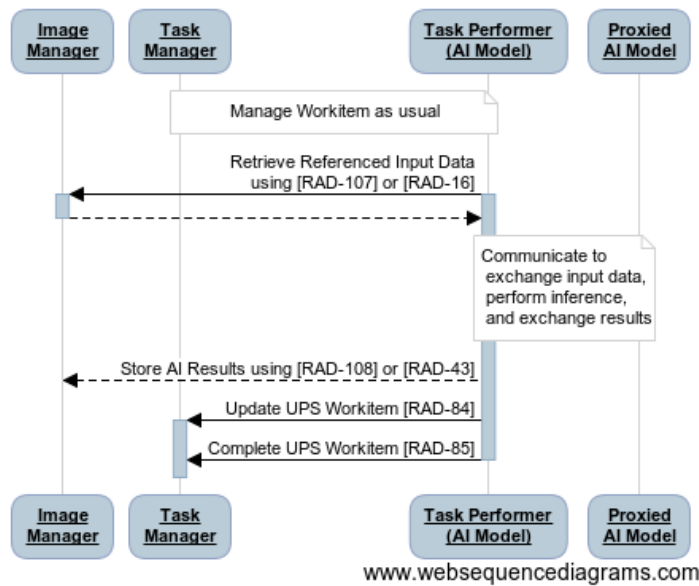 Image
Manager
Task
Manager
Task Performer
(AI Model)
Proxied
AI Model
Manage Workitem as usual
Retrieve Referenced Input Data
using [RAD-107] or [RAD-16]
Communicate to
exchange input data,
perform inference,
and exchange results
Store AI Results using [RAD-108] or [RAD-43]
Update UPS Workitem [RAD-84]
Complete UPS Workitem [RAD-85]
Image
Manager
Task
Manager
Task Performer
(AI Model)
Proxied
AI Model
www.websequencediagrams.com